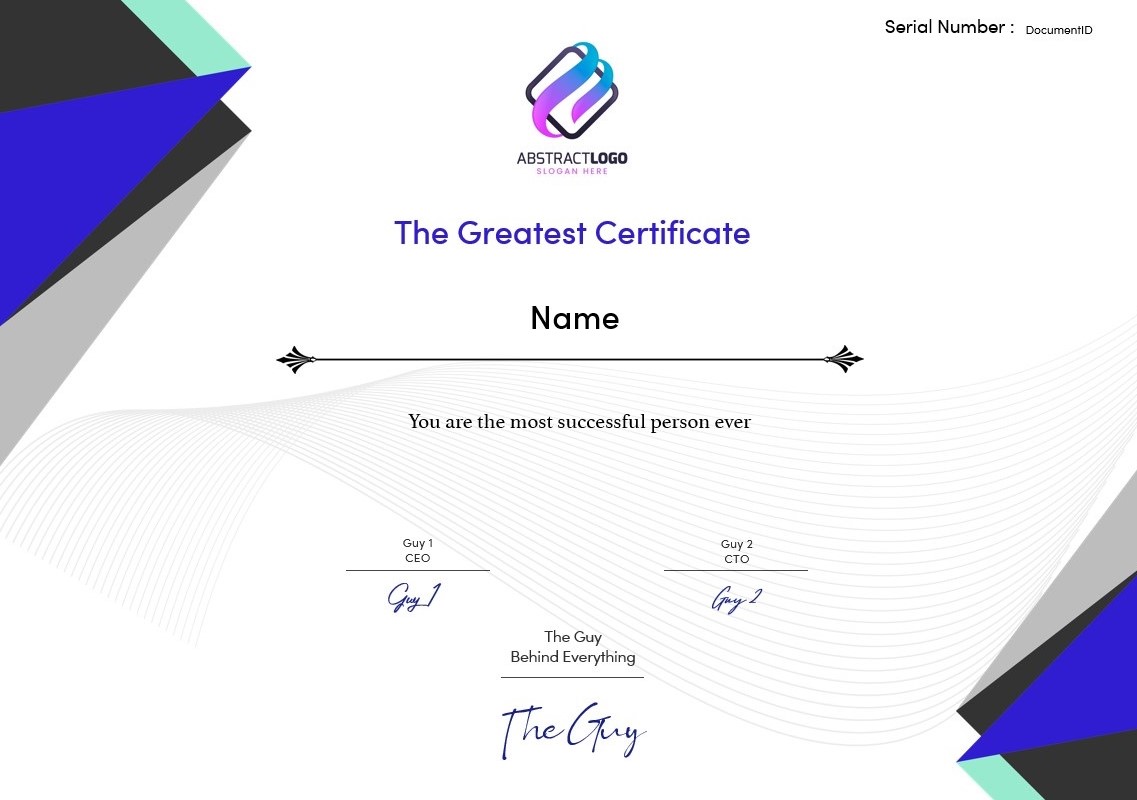 Serial Number : DocumentID
ABSTRACTLOGO
SLOGAN HERE
The Greatest Certificate
Name
You are the most successful person ever
Guy 1
CEO
Guy 1
Guy 2
CTO
Guy 2
The Guy
Behind Everything
The Guy